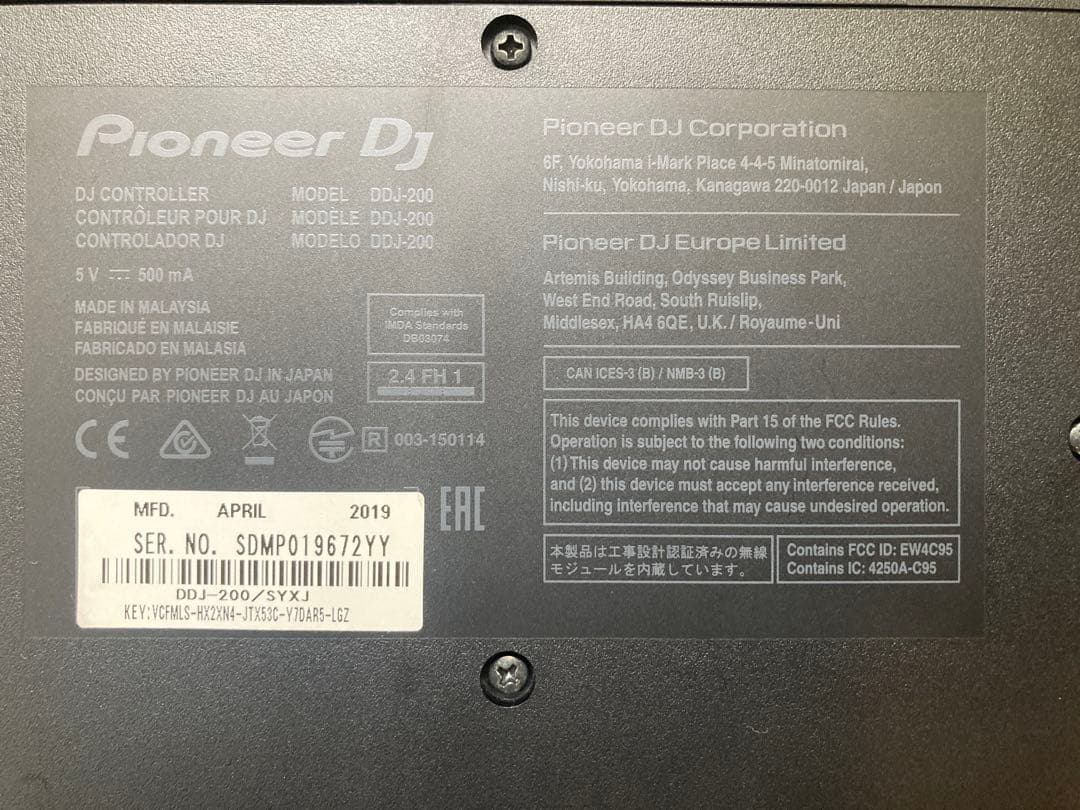 Pioneer Dj
DJ CONTROLLER MODEL DDJ-200
CONTRÔLEUR POUR DJ MODÈLE DDJ-200
CONTROLADOR DJ MODELO DDJ-200
5 V 500 mA
MADE IN MALAYSIA
FABRIQUÉ EN MALAISIE
FABRICADO EN MALASIA
DESIGNED BY PIONEER DJ IN JAPAN
CONÇU PAR PIONEER DJ AU JAPON
Complies with
IMDA Standards
DB03074
2.4 FH 1
CE
R 003-150114
EAC
MFD. APRIL 2019
SER. NO. SDMP019672YY
DDJ-200/SYXJ
KEY:VCFMLS-HX2XN4-JTX53C-Y7DAR5-LGZ
Pioneer DJ Corporation
6F, Yokohama i-Mark Place 4-4-5 Minatomirai,
Nishi-ku, Yokohama, Kanagawa 220-0012 Japan / Japon
Pioneer DJ Europe Limited
Artemis Building, Odyssey Business Park,
West End Road, South Ruislip,
Middlesex, HA4 6QE, U.K. / Royaume-Uni
CAN ICES-3 (B) / NMB-3 (B)
This device complies with Part 15 of the FCC Rules.
Operation is subject to the following two conditions:
(1) This device may not cause harmful interference,
and (2) this device must accept any interference received,
including interference that may cause undesired operation.
本製品は工事設計認証済みの無線
モジュールを内蔵しています。
Contains FCC ID: EW4C95
Contains IC: 4250A-C95